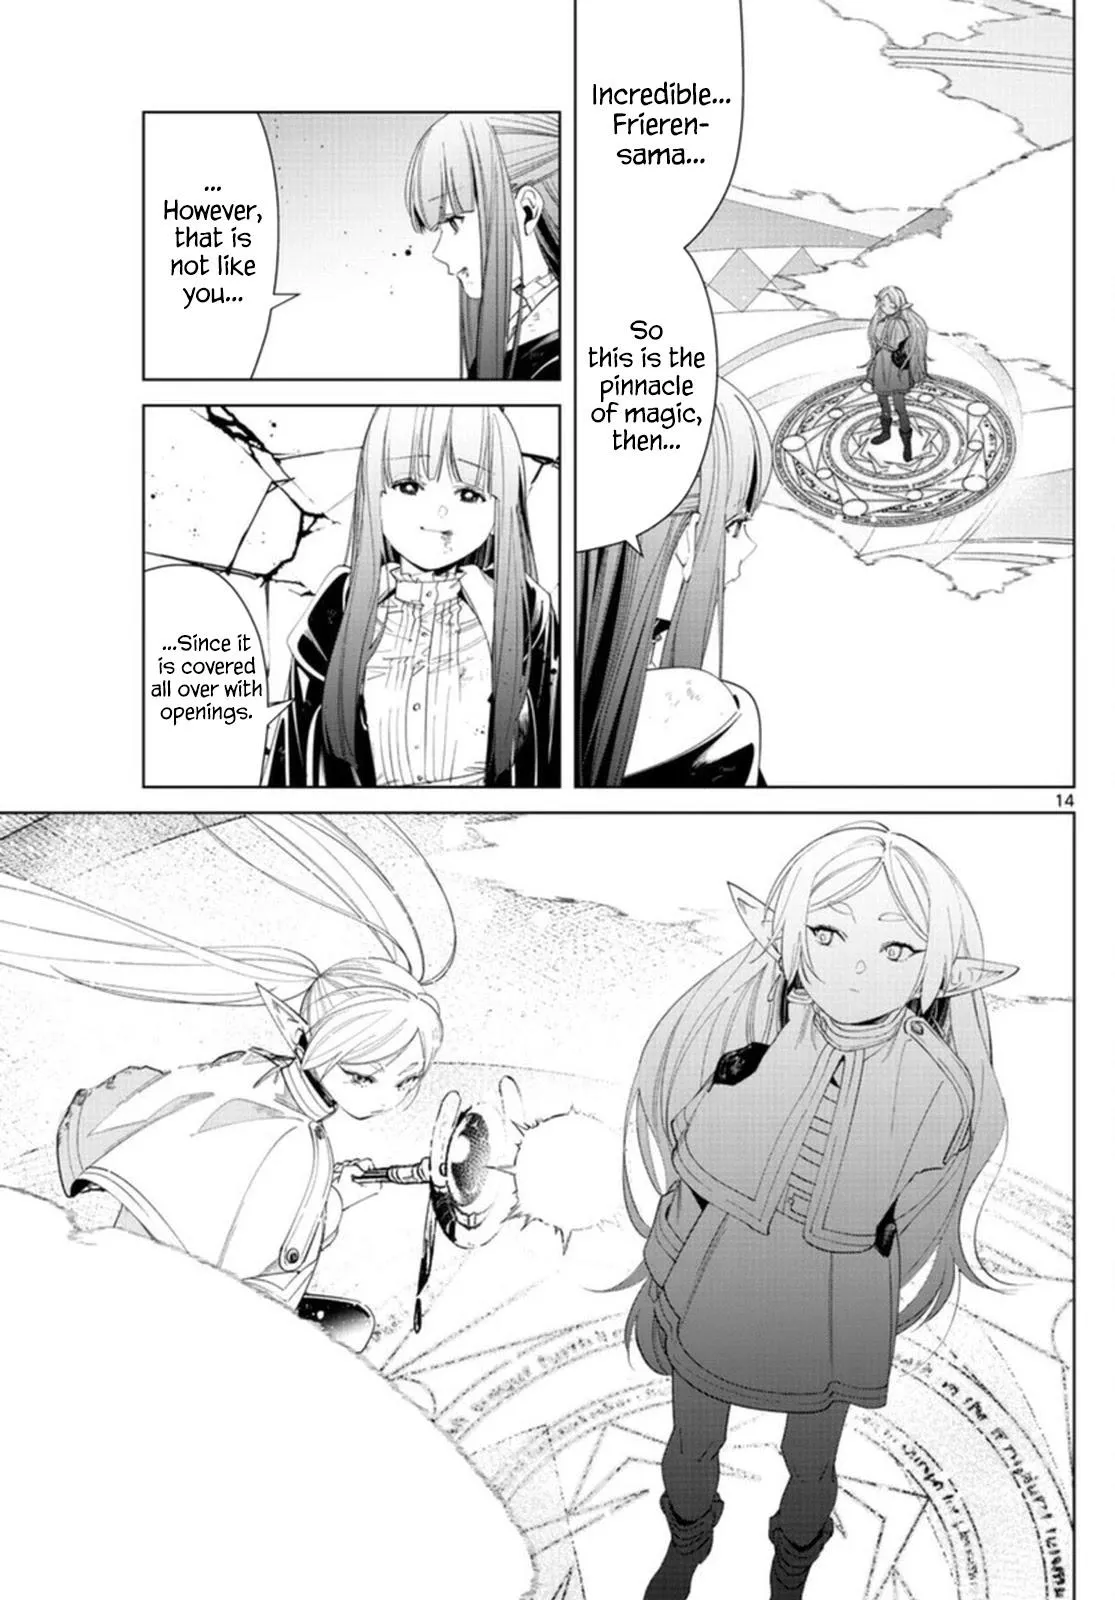 Incredible...
Frieren-
sama...
So
this is the
pinnacle
of magic,
then...
...
However,
that is
not like
you...
...Since it
is covered
all over with
openings.
14